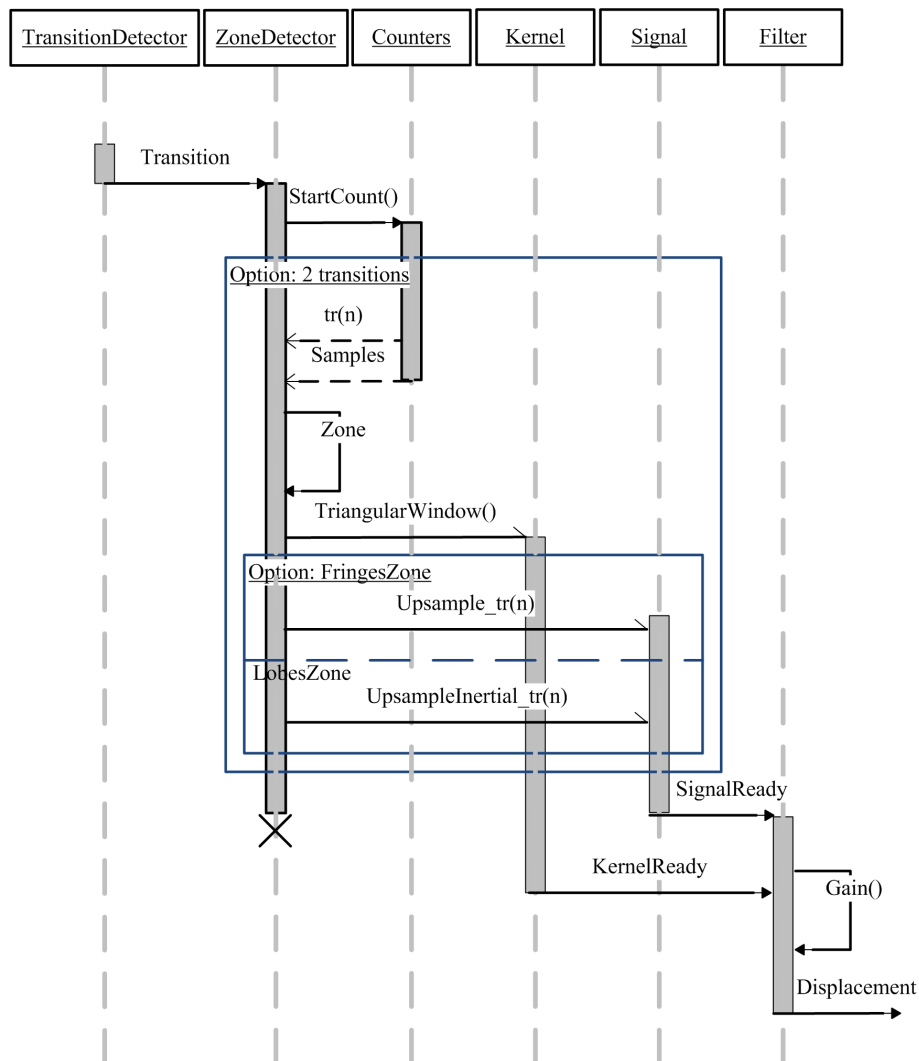 TransitionDetector
ZoneDetector
Counters
Kernel
Signal
Filter
Transition
StartCount()
Option: 2 transitions
tr(n)
Samples
Zone
TriangularWindow()
Option: FringesZone
Upsample_tr(n)
LobesZone
UpsampleInertial_tr(n)
SignalReady
KernelReady
Gain()
Displacement